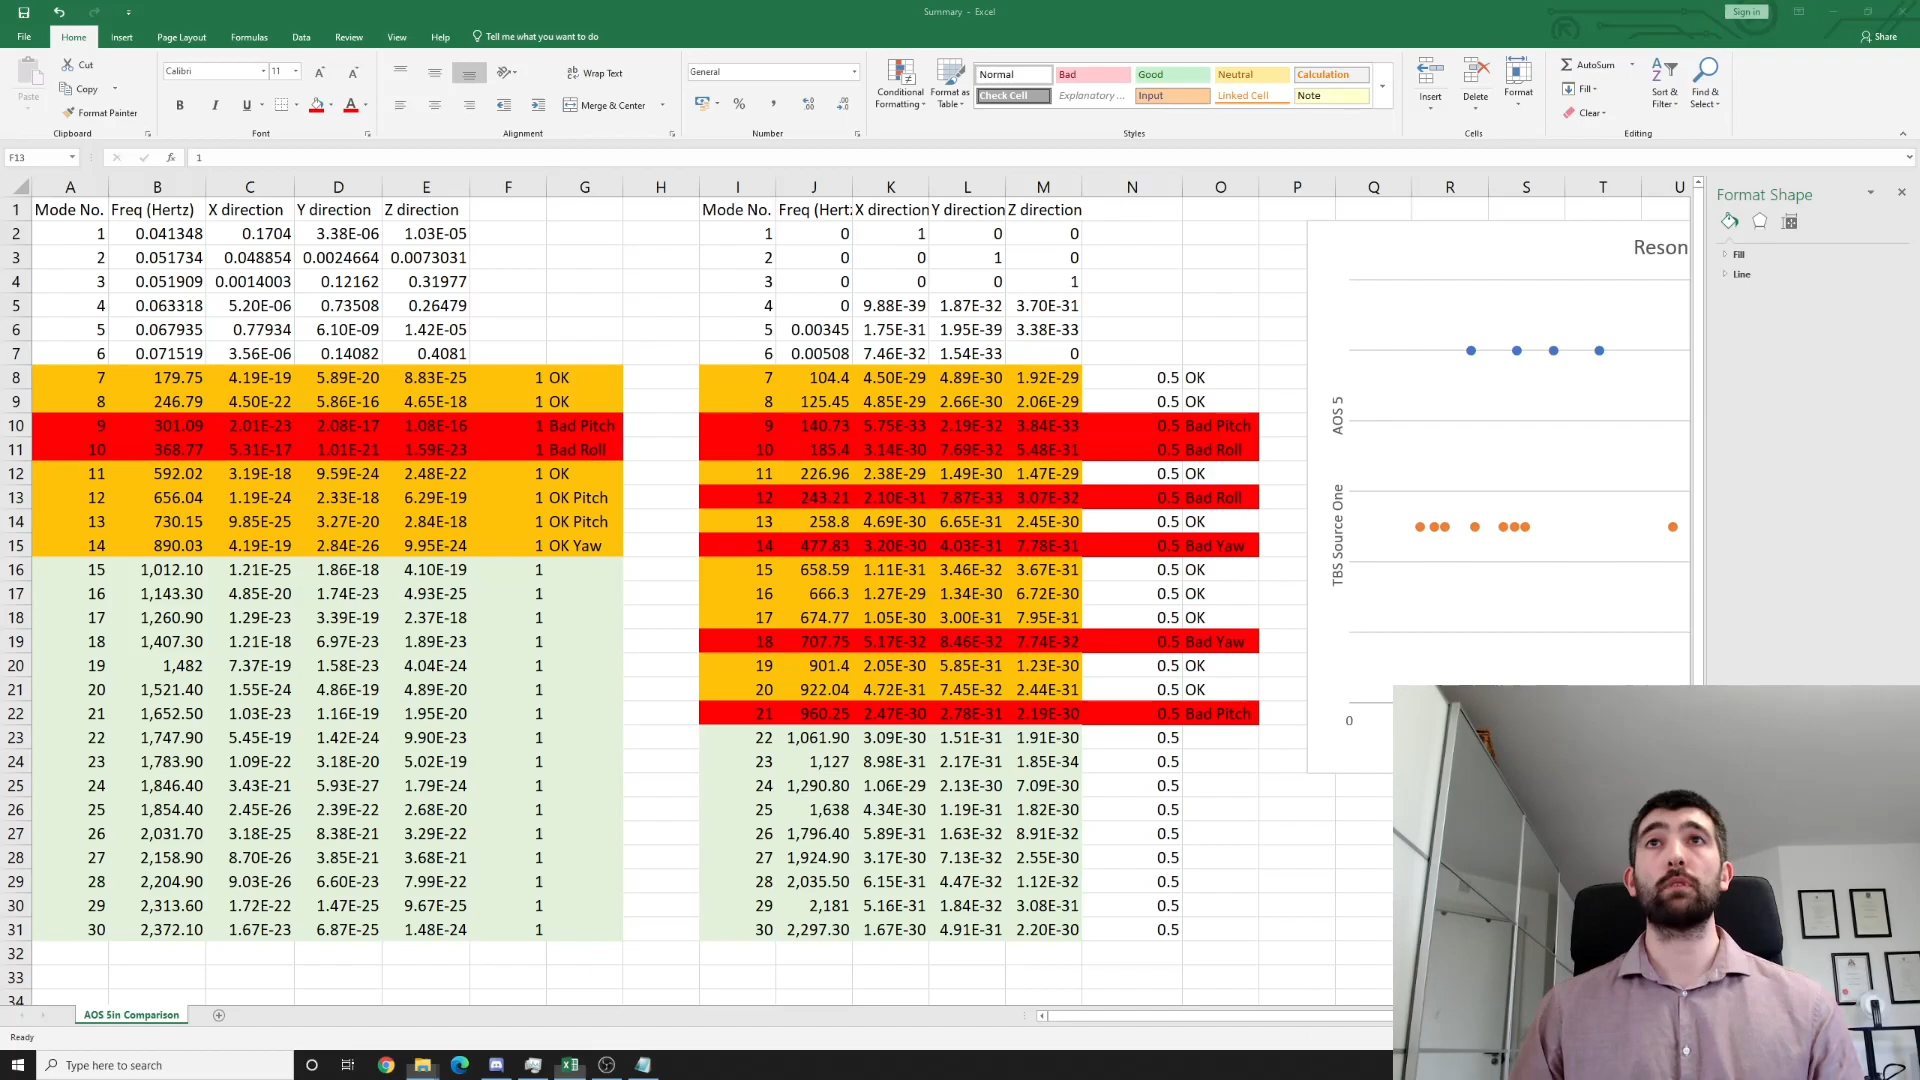 Summary - Excel
Sign in
File Home Insert Page Layout Formulas Data Review View Help Tell me what you want to do
Share
Cut
Copy
Format Painter
Paste
Clipboard
Calibri 11
B I U
Font
Wrap Text
Merge & Center
Alignment
General
Number
Conditional Formatting
Format as Table
Normal Bad Good Neutral Calculation
Check Cell Explanatory ... Input Linked Cell Note
Styles
Insert Delete Format
Cells
AutoSum
Fill
Clear
Sort & Filter
Find & Select
Editing
F13 fx 1
A B C D E F G H I J K L M N O P Q R S T U
1 Mode No. Freq (Hertz) X direction Y direction Z direction Mode No. Freq (Hertz X direction Y direction Z direction
2 1 0.041348 0.1704 3.38E-06 1.03E-05 1 0 1 0 0
3 2 0.051734 0.048854 0.0024664 0.0073031 2 0 0 1 0
4 3 0.051909 0.0014003 0.12162 0.31977 3 0 0 0 1
5 4 0.063318 5.20E-06 0.73508 0.26479 4 0 9.88E-39 1.87E-32 3.70E-31
6 5 0.067935 0.77934 6.10E-09 1.42E-05 5 0.00345 1.75E-31 1.95E-39 3.38E-33
7 6 0.071519 3.56E-06 0.14082 0.4081 6 0.00508 7.46E-32 1.54E-33 0
8 7 179.75 4.19E-19 5.89E-20 8.83E-25 1 OK 7 104.4 4.50E-29 4.89E-30 1.92E-29 0.5 OK
9 8 246.79 4.50E-22 5.86E-16 4.65E-18 1 OK 8 125.45 4.85E-29 2.66E-30 2.06E-29 0.5 OK
10 9 301.09 2.01E-23 2.08E-17 1.08E-16 1 Bad Pitch 9 140.73 5.75E-33 2.19E-32 3.84E-33 0.5 Bad Pitch
11 10 368.77 5.31E-17 1.01E-21 1.59E-23 1 Bad Roll 10 185.4 3.14E-30 7.69E-32 5.48E-31 0.5 Bad Roll
12 11 592.02 3.19E-18 9.59E-24 2.48E-22 1 OK 11 226.96 2.38E-29 1.49E-30 1.47E-29 0.5 OK
13 12 656.04 1.19E-24 2.33E-18 6.29E-19 1 OK Pitch 12 243.21 2.10E-31 7.87E-33 3.07E-32 0.5 Bad Roll
14 13 730.15 9.85E-25 3.27E-20 2.84E-18 1 OK Pitch 13 258.8 4.69E-30 6.65E-31 2.45E-30 0.5 OK
15 14 890.03 4.19E-19 2.84E-26 9.95E-24 1 OK Yaw 14 477.83 3.20E-30 4.03E-31 7.78E-31 0.5 Bad Yaw
16 15 1,012.10 1.21E-25 1.86E-18 4.10E-19 1 15 658.59 1.11E-31 3.46E-32 3.67E-31 0.5 OK
17 16 1,143.30 4.85E-20 1.74E-23 4.93E-25 1 16 666.3 1.27E-29 1.34E-30 6.72E-30 0.5 OK
18 17 1,260.90 1.29E-23 3.39E-19 2.37E-18 1 17 674.77 1.05E-30 3.00E-31 7.95E-31 0.5 OK
19 18 1,407.30 1.21E-18 6.97E-23 1.89E-23 1 18 707.75 5.17E-32 8.46E-32 7.74E-32 0.5 Bad Yaw
20 19 1,482 7.37E-19 1.58E-23 4.04E-24 1 19 901.4 2.05E-30 5.85E-31 1.23E-30 0.5 OK
21 20 1,521.40 1.55E-24 4.86E-19 4.89E-20 1 20 922.04 4.72E-31 7.45E-32 2.44E-31 0.5 OK
22 21 1,652.50 1.03E-23 1.16E-19 1.95E-20 1 21 960.25 2.47E-30 2.78E-31 2.19E-30 0.5 Bad Pitch
23 22 1,747.90 5.45E-19 1.42E-24 9.90E-23 1 22 1,061.90 3.09E-30 1.51E-31 1.91E-30 0.5
24 23 1,783.90 1.09E-22 3.18E-20 5.02E-19 1 23 1,127 8.98E-31 2.17E-31 1.85E-34 0.5
25 24 1,846.40 3.43E-21 5.93E-27 1.79E-24 1 24 1,290.80 1.06E-29 2.13E-30 7.09E-30 0.5
26 25 1,854.40 2.45E-26 2.39E-22 2.68E-20 1 25 1,638 4.34E-30 1.19E-31 1.82E-30 0.5
27 26 2,031.70 3.18E-25 8.38E-21 3.29E-22 1 26 1,796.40 5.89E-31 1.63E-32 8.91E-32 0.5
28 27 2,158.90 8.70E-26 3.85E-21 3.68E-21 1 27 1,924.90 3.17E-30 7.13E-32 2.55E-30 0.5
29 28 2,204.90 9.03E-26 6.60E-23 7.99E-22 1 28 2,035.50 6.15E-31 4.47E-32 1.12E-32 0.5
30 29 2,313.60 1.72E-22 1.47E-25 9.67E-25 1 29 2,181 5.16E-31 1.84E-32 3.08E-31 0.5
31 30 2,372.10 1.67E-23 6.87E-25 1.48E-24 1 30 2,297.30 1.67E-30 4.91E-31 2.20E-30 0.5
32
33
34
Reson
AOS 5
TBS Source One
0
Format Shape
Fill
Line
AOS 5in Comparison
Ready
Type here to search